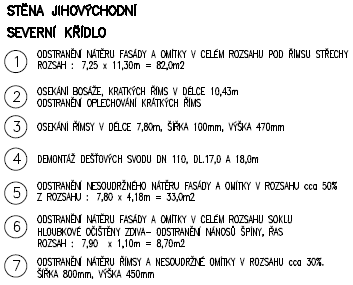 STĚNA JIHOVÝCHODNÍ
SEVERNÍ KŘÍDLO
1 ODSTRANĚNÍ NÁTĚRU FASÁDY A OMÍTKY V CELÉM ROZSAHU POD ŘÍMSU STŘECHY
ROZSAH : 7,25 x 11,30m = 82,0m2
2 OSEKÁNÍ BOSÁŽE, KRATKÝCH ŘÍMS V DÉLCE 10,43m
ODSTRANĚNÍ OPLECHOVÁNÍ KRÁTKÝCH ŘÍMS
3 OSEKÁNÍ ŘÍMSY V DÉLCE 7,80m, ŠÍŘKA 100mm, VÝŠKA 470mm
4 DEMONTÁŽ DEŠŤOVÝCH SVODU DN 110, DL.17,0 A 18,0m
5 ODSTRANĚNÍ NESOUDRŽNÉHO NÁTĚRU FASÁDY A OMÍTKY V ROZSAHU cca 50%
Z ROZSAHU : 7,80 x 4,18m = 33,0m2
6 ODSTRANĚNÍ NÁTĚRU FASÁDY A OMÍTKY V CELÉM ROZSAHU SOKLU
HLOUBKOVÉ OČIŠTĚNÝ ZDIVA- ODSTRANĚNÍ NÁNOSŮ ŠPÍNY, ŘAS
ROZSAH : 7,90 x 1,10m = 8,70m2
7 ODSTRANĚNÍ NÁTĚRU ŘÍMSY A NESOUDRŽNÉ OMÍTKY V ROZSAHU cca 30%.
ŠÍŘKA 800mm, VÝŠKA 450mm